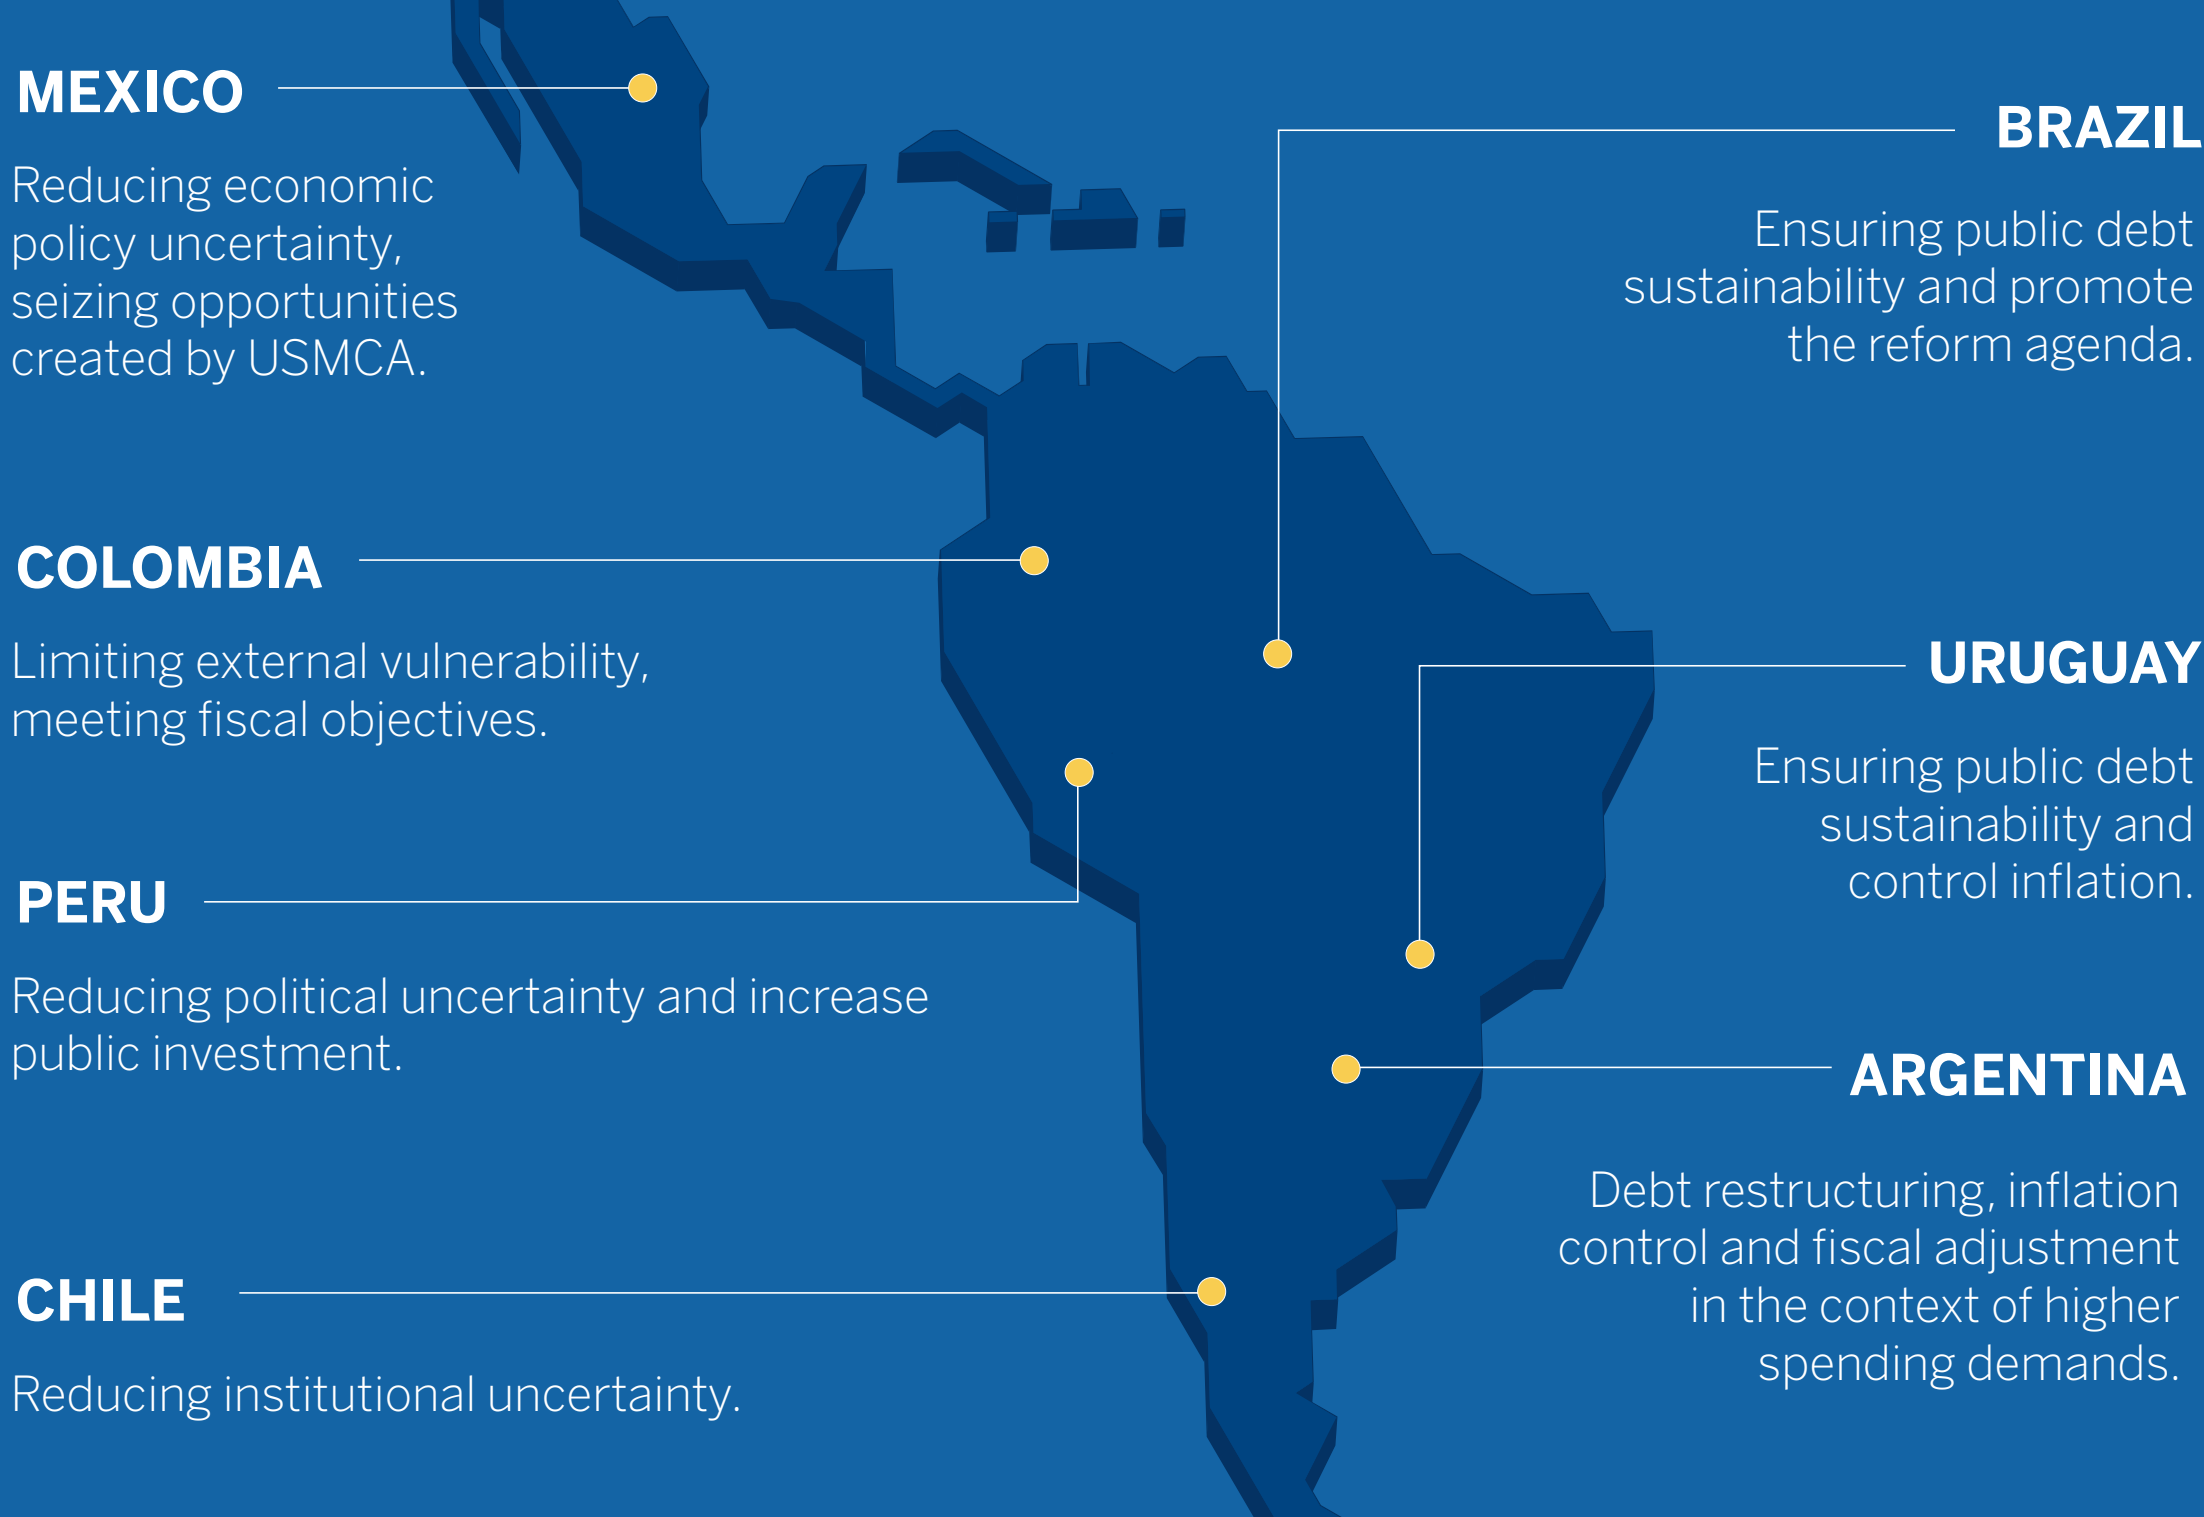 MEXICO
Reducing economic
policy uncertainty,
seizing opportunities
created by USMCA.
COLOMBIA
Limiting external vulnerability,
meeting fiscal objectives.
PERU
Reducing political uncertainty and increase
public investment.
CHILE
Reducing institutional uncertainty.
BRAZIL
Ensuring public debt
sustainability and promote
the reform agenda.
URUGUAY
Ensuring public debt
sustainability and
control inflation.
ARGENTINA
Debt restructuring, inflation
control and fiscal adjustment
in the context of higher
spending demands.